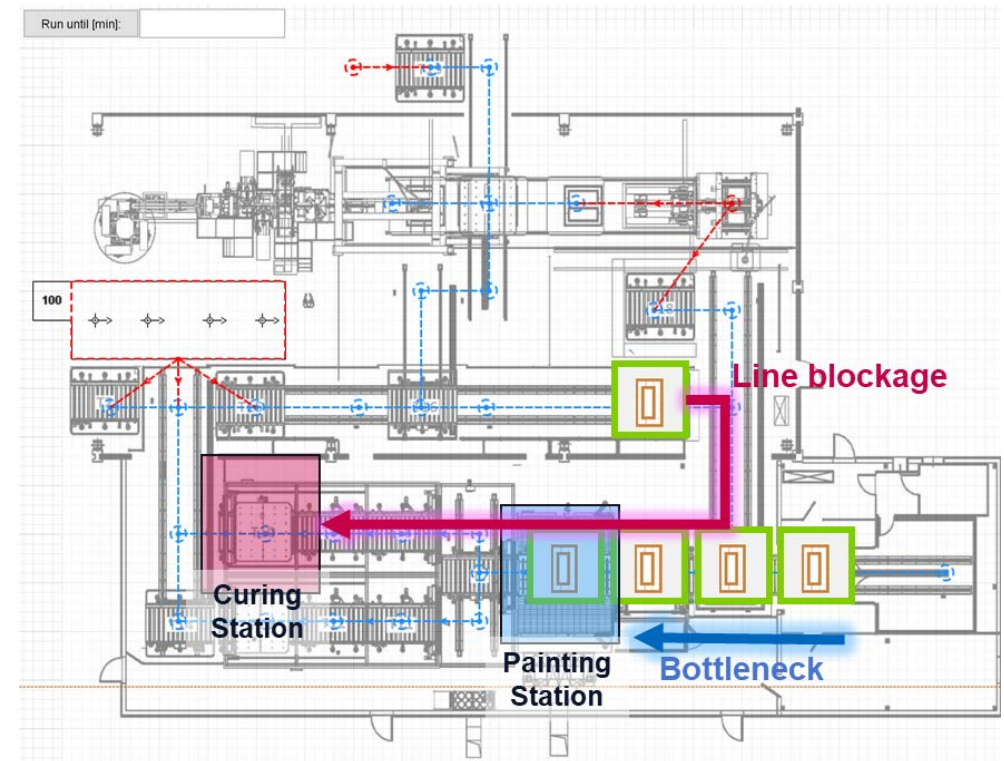 Run until [min]:
100
Line blockage
Curing
Station
Painting
Station
Bottleneck